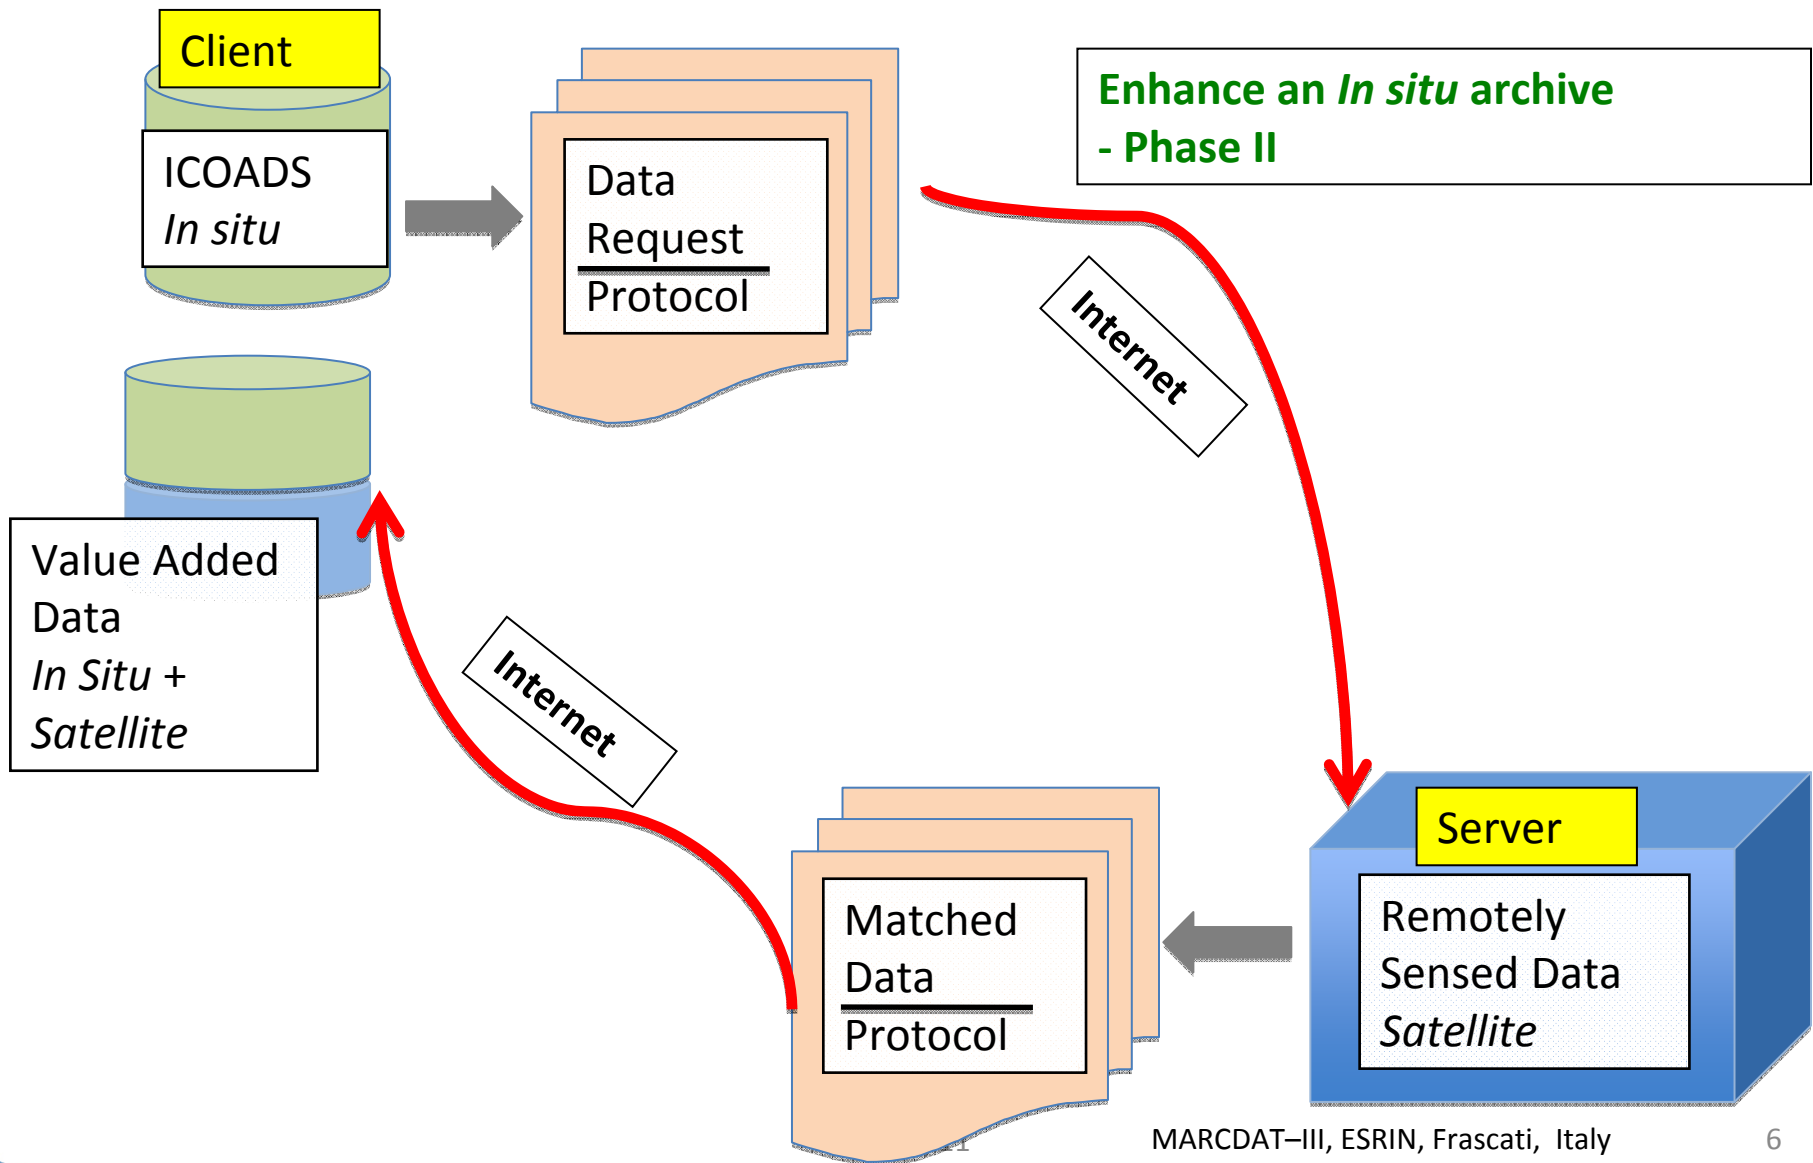 Client
ICOADS
In situ
Data
Request
Protocol
Enhance an In situ archive
- Phase II
Internet
Value Added
Data
In Situ +
Satellite
Internet
Server
Remotely
Sensed Data
Satellite
Matched
Data
Protocol
MARCDAT–III, ESRIN, Frascati, Italy
6